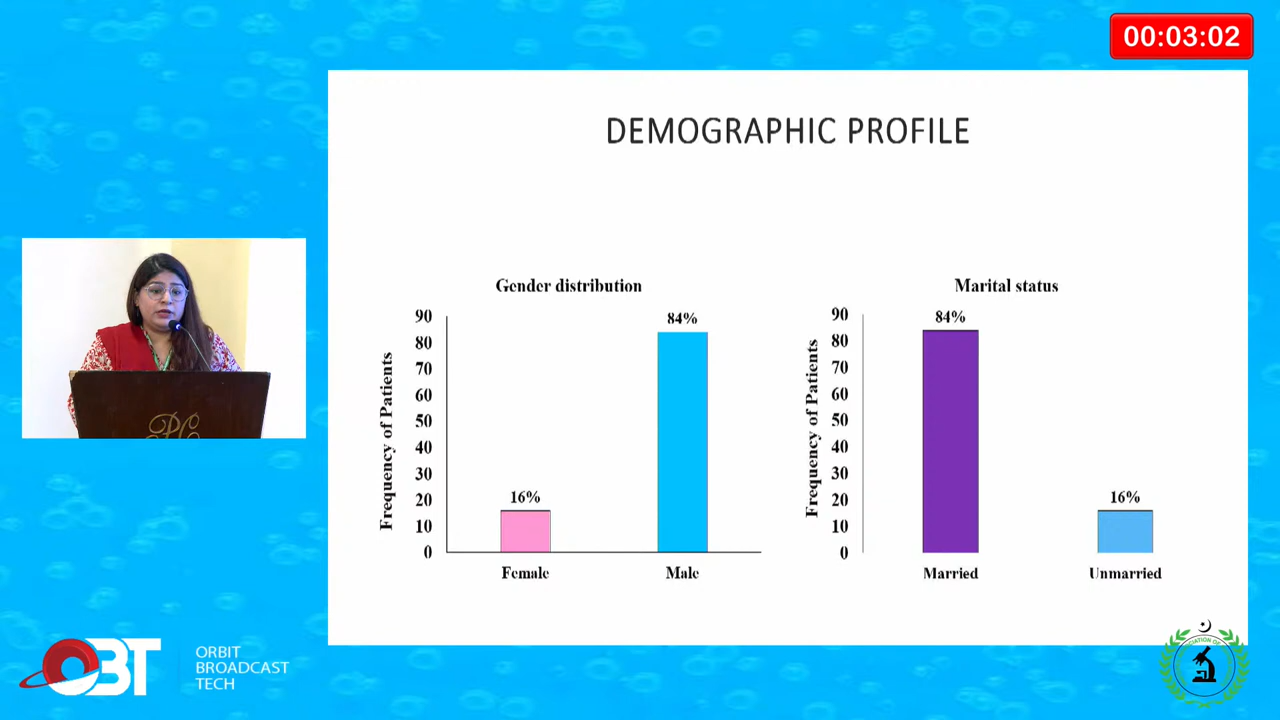 00:03:02
DEMOGRAPHIC PROFILE
Gender distribution
Frequency of Patients
90
80
70
60
50
40
30
20
10
0
16%
84%
Female
Male
Marital status
Frequency of Patients
90
80
70
60
50
40
30
20
10
0
84%
16%
Married
Unmarried
PC
OBT
ORBIT
BROADCAST
TECH